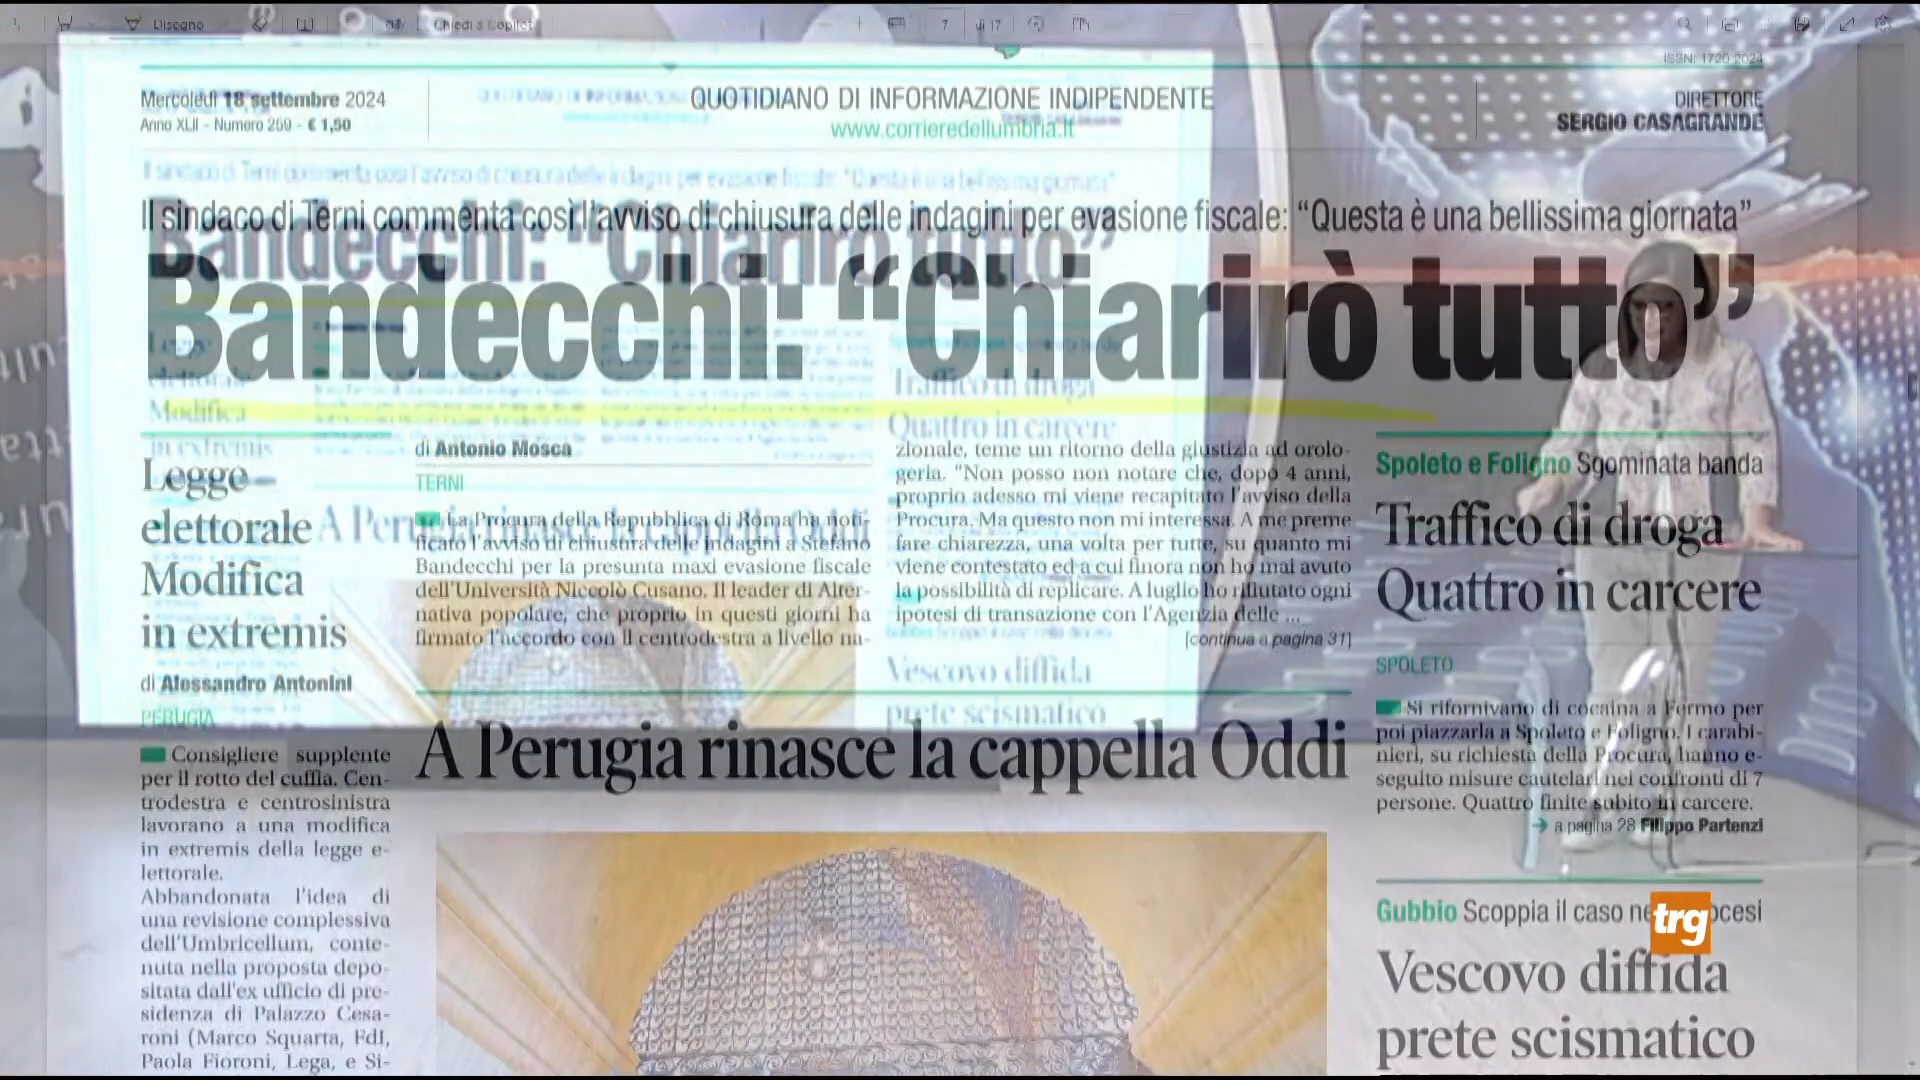 Disegno
Chiedi a Copilot
7
di 17
ISSN: 1720-2024
Mercoledì 18 settembre 2024
Anno XLII - Numero 259 - € 1,50
QUOTIDIANO DI INFORMAZIONE INDIPENDENTE
www.corrieredellumbria.it
DIRETTORE
SERGIO CASAGRANDE
Il sindaco di Terni commenta così l'avviso di chiusura delle indagini per evasione fiscale: "Questa è una bellissima giornata"
Bandecchi: "Chiarirò tutto"
Legge
elettorale
Modifica
in extremis
di Alessandro Antonini
PERUGIA
Consigliere supplente
per il rotto del cuffia. Cen-
trodestra e centrosinistra
lavorano a una modifica
in extremis della legge e-
lettorale.
Abbandonata l'idea di
una revisione complessiva
dell'Umbricellum, conte-
nuta nella proposta depo-
sitata dall'ex ufficio di pre-
sidenza di Palazzo Cesa-
roni (Marco Squarta, FdI,
Paola Fioroni, Lega, e Si-
di Antonio Mosca
TERNI
La Procura della Repubblica di Roma ha noti-
ficato l'avviso di chiusura delle indagini a Stefano
Bandecchi per la presunta maxi evasione fiscale
dell'Università Niccolò Cusano. Il leader di Alter-
nativa popolare, che proprio in questi giorni ha
firmato l'accordo con il centrodestra a livello na-
zionale, teme un ritorno della giustizia ad orolo-
geria. "Non posso non notare che, dopo 4 anni,
proprio adesso mi viene recapitato l'avviso della
Procura. Ma questo non mi interessa. A me preme
fare chiarezza, una volta per tutte, su quanto mi
viene contestato ed a cui finora non ho mai avuto
la possibilità di replicare. A luglio ho rifiutato ogni
ipotesi di transazione con l'Agenzia delle ...
[continua a pagina 31]
A Perugia rinasce la cappella Oddi
Spoleto e Foligno Sgominata banda
Traffico di droga
Quattro in carcere
SPOLETO
Si rifornivano di cocaina a Fermo per
poi piazzarla a Spoleto e Foligno. I carabi-
nieri, su richiesta della Procura, hanno e-
seguito misure cautelari nei confronti di 7
persone. Quattro finite subito in carcere.
a pagina 28 Filippo Partenzi
Gubbio Scoppia il caso ocesi
trg
Vescovo diffida
prete scismatico